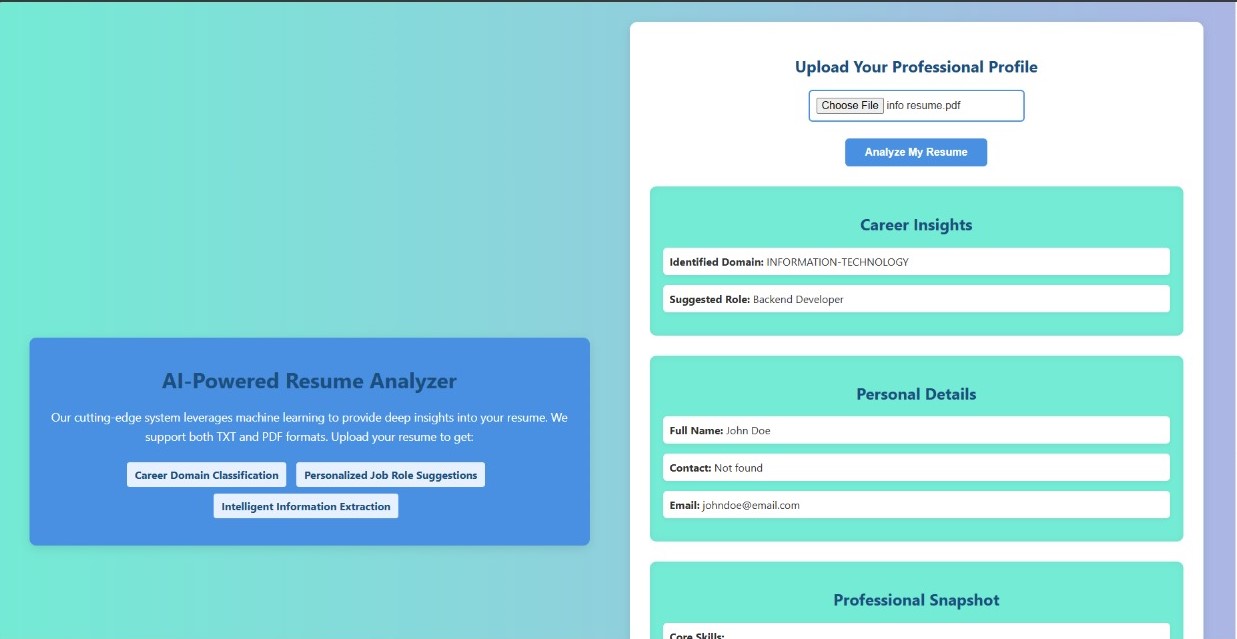 AI-Powered Resume Analyzer
Our cutting-edge system leverages machine learning to provide deep insights into your resume. We
support both TXT and PDF formats. Upload your resume to get:
Career Domain Classification
Personalized Job Role Suggestions
Intelligent Information Extraction
Upload Your Professional Profile
Choose File info resume.pdf
Analyze My Resume
Career Insights
Identified Domain: INFORMATION-TECHNOLOGY
Suggested Role: Backend Developer
Personal Details
Full Name: John Doe
Contact: Not found
Email: johndoe@email.com
Professional Snapshot
Core Skills: